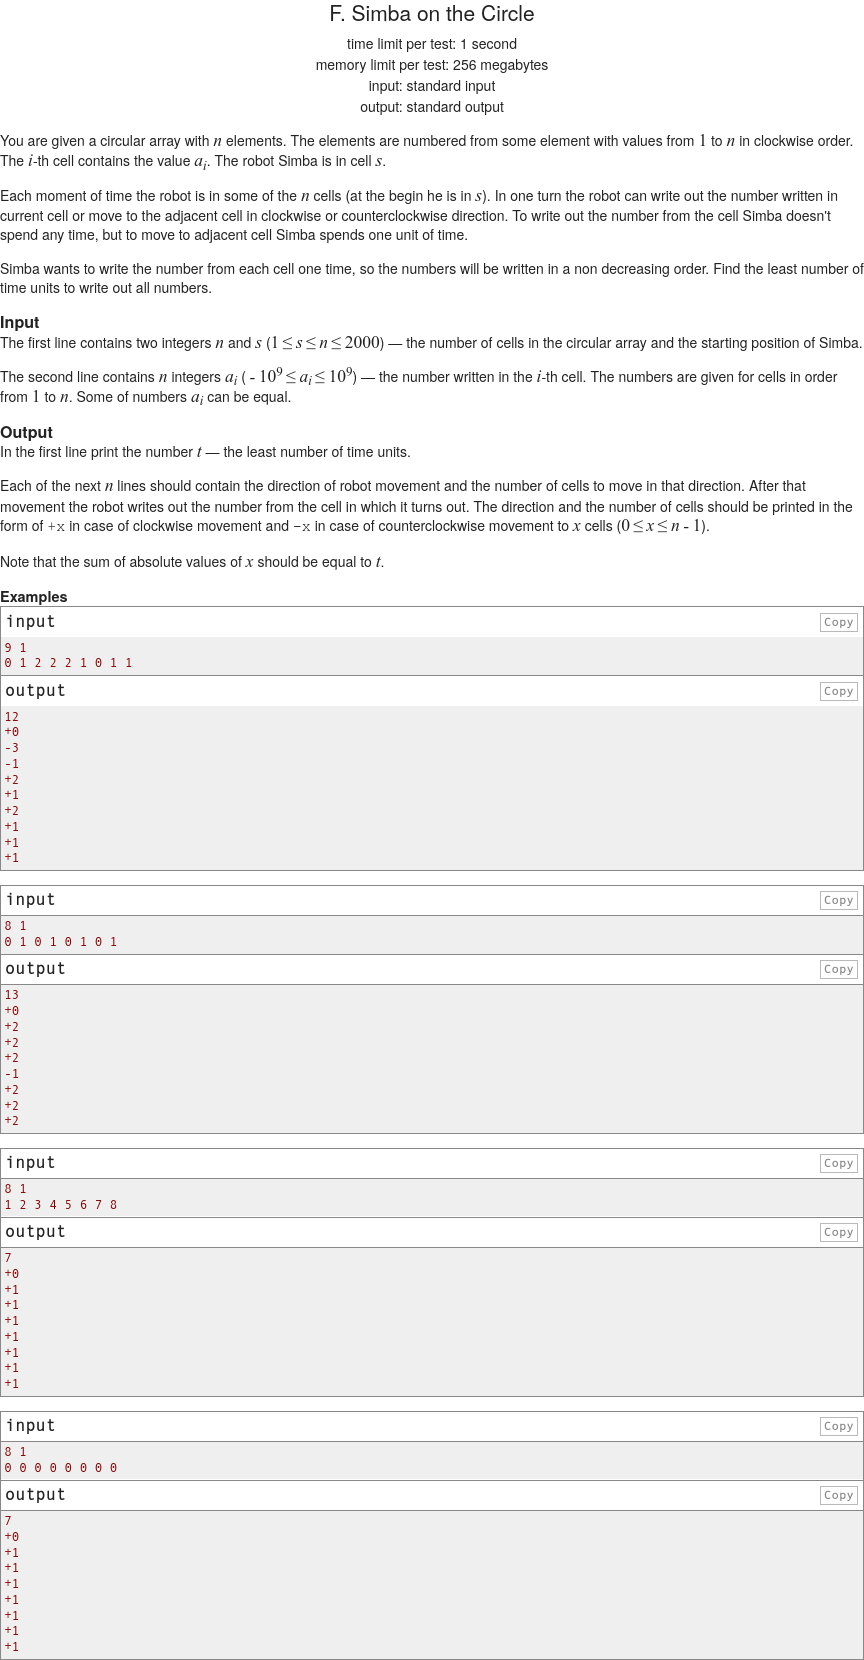 F. Simba on the Circle
time limit per test: 1 second
memory limit per test: 256 megabytes
input: standard input
output: standard output
You are given a circular array with n elements. The elements are numbered from some element with values from 1 to n in clockwise order.
The i-th cell contains the value ai. The robot Simba is in cell s.
Each moment of time the robot is in some of the n cells (at the begin he is in s). In one turn the robot can write out the number written in
current cell or move to the adjacent cell in clockwise or counterclockwise direction. To write out the number from the cell Simba doesn't
spend any time, but to move to adjacent cell Simba spends one unit of time.
Simba wants to write the number from each cell one time, so the numbers will be written in a non decreasing order. Find the least number of
time units to write out all numbers.
Input
The first line contains two integers n and s (1 ≤ s ≤ n ≤ 2000) — the number of cells in the circular array and the starting position of Simba.
The second line contains n integers ai ( - 10^9 ≤ ai ≤ 10^9) — the number written in the i-th cell. The numbers are given for cells in order
from 1 to n. Some of numbers ai can be equal.
Output
In the first line print the number t — the least number of time units.
Each of the next n lines should contain the direction of robot movement and the number of cells to move in that direction. After that
movement the robot writes out the number from the cell in which it turns out. The direction and the number of cells should be printed in the
form of +x in case of clockwise movement and -x in case of counterclockwise movement to x cells (0 ≤ x ≤ n - 1).
Note that the sum of absolute values of x should be equal to t.
Examples
input Copy
9 1
0 1 2 2 2 1 0 1 1
output Copy
12
+0
-3
-1
+2
+1
+2
+1
+1
+1
input Copy
8 1
0 1 0 1 0 1 0 1
output Copy
13
+0
+2
+2
+2
-1
+2
+2
+2
input Copy
8 1
1 2 3 4 5 6 7 8
output Copy
7
+0
+1
+1
+1
+1
+1
+1
+1
input Copy
8 1
0 0 0 0 0 0 0 0
output Copy
7
+0
+1
+1
+1
+1
+1
+1
+1